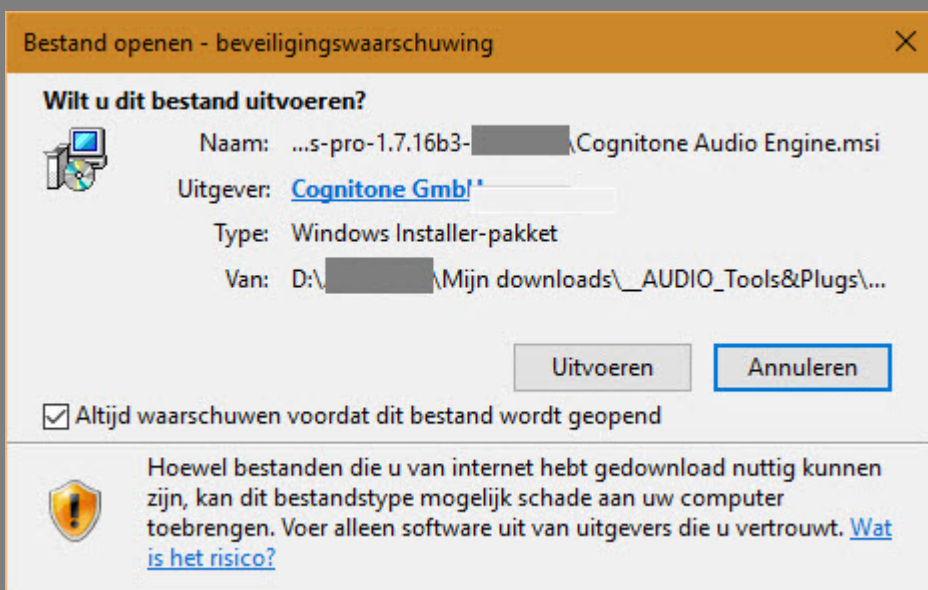 Bestand openen - beveiligingswaarschuwing
Wilt u dit bestand uitvoeren?
Naam: ...s-pro-1.7.16b3- \Cognitone Audio Engine.msi
Uitgever: Cognitone GmbH
Type: Windows Installer-pakket
Van: D:\ \Mijn downloads\__AUDIO_Tools&Plugs\...
Uitvoeren Annuleren
Altijd waarschuwen voordat dit bestand wordt geopend
Hoewel bestanden die u van internet hebt gedownload nuttig kunnen
zijn, kan dit bestandstype mogelijk schade aan uw computer
toebrengen. Voer alleen software uit van uitgevers die u vertrouwt. Wat
is het risico?